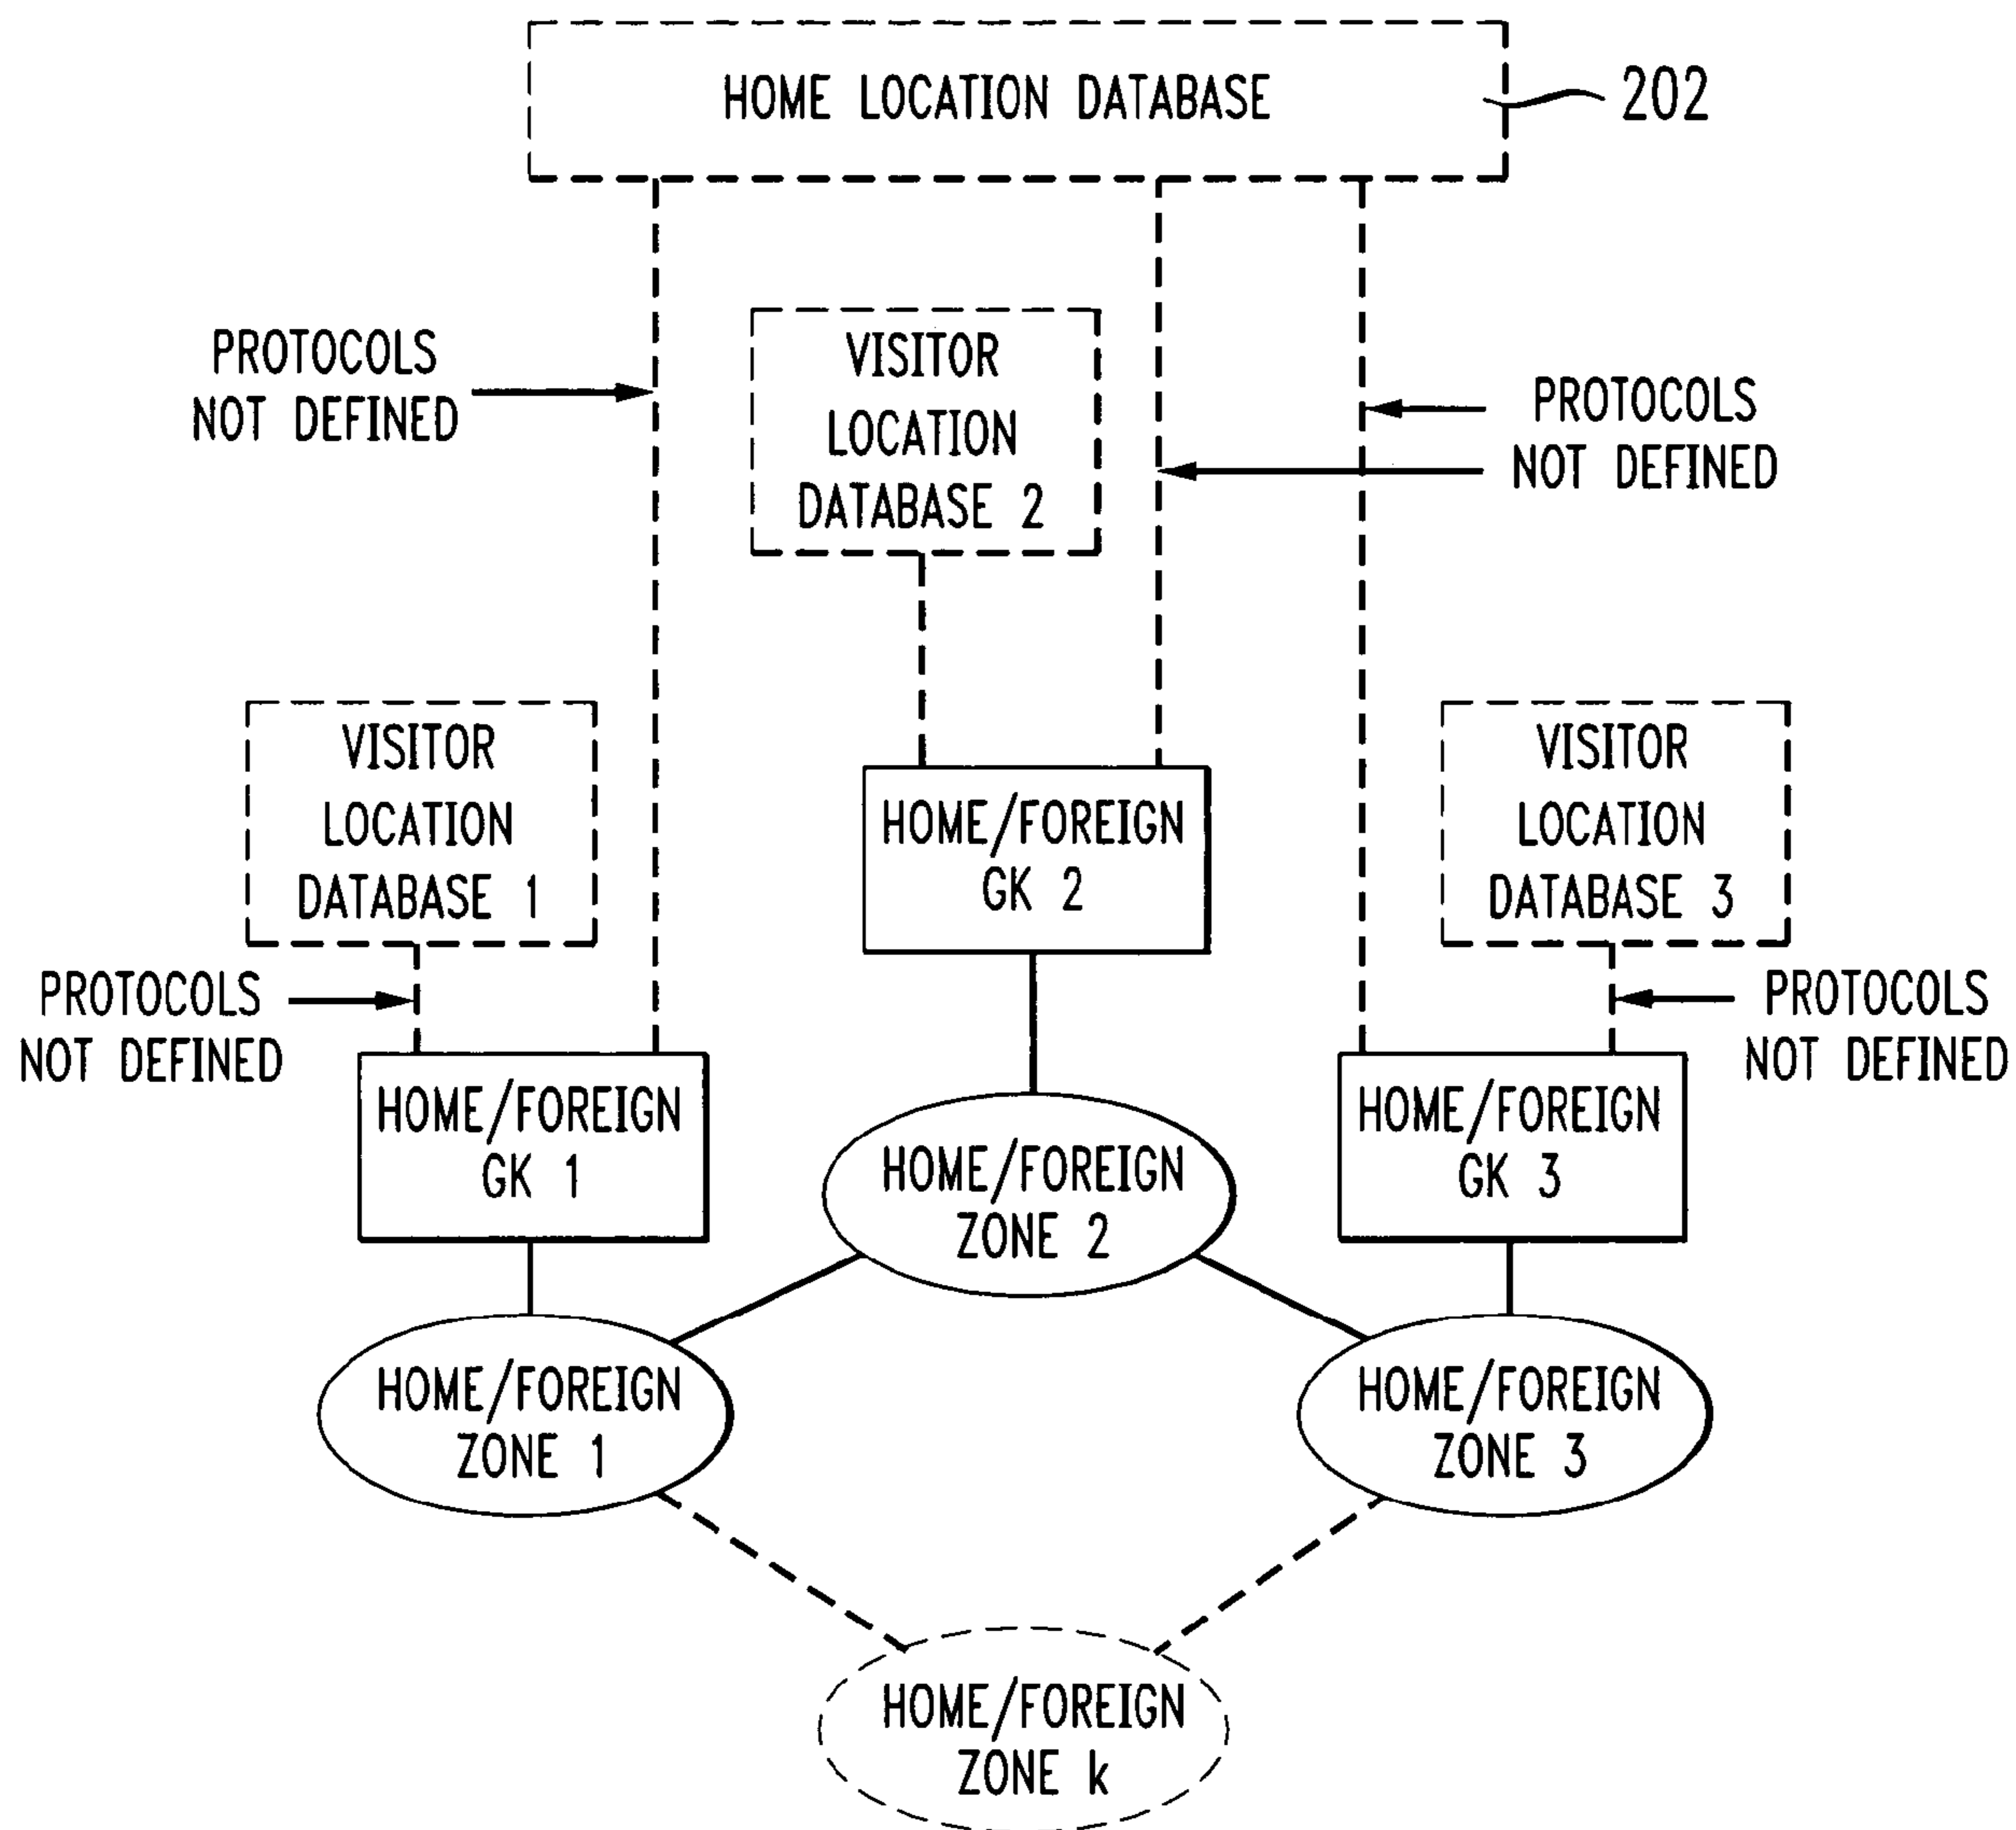 HOME LOCATION DATABASE
202
PROTOCOLS
NOT DEFINED
VISITOR
LOCATION
DATABASE 2
PROTOCOLS
NOT DEFINED
VISITOR
LOCATION
DATABASE 1
HOME/FOREIGN
GK 2
VISITOR
LOCATION
DATABASE 3
PROTOCOLS
NOT DEFINED
PROTOCOLS
NOT DEFINED
HOME/FOREIGN
GK 1
HOME/FOREIGN
ZONE 2
HOME/FOREIGN
GK 3
HOME/FOREIGN
ZONE 1
HOME/FOREIGN
ZONE 3
HOME/FOREIGN
ZONE k